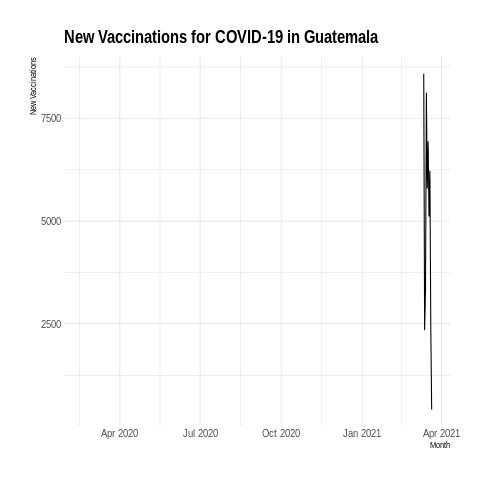 New Vaccinations for COVID-19 in Guatemala
New Vaccinations
7500
5000
2500
Apr 2020 Jul 2020 Oct 2020 Jan 2021 Apr 2021
Month